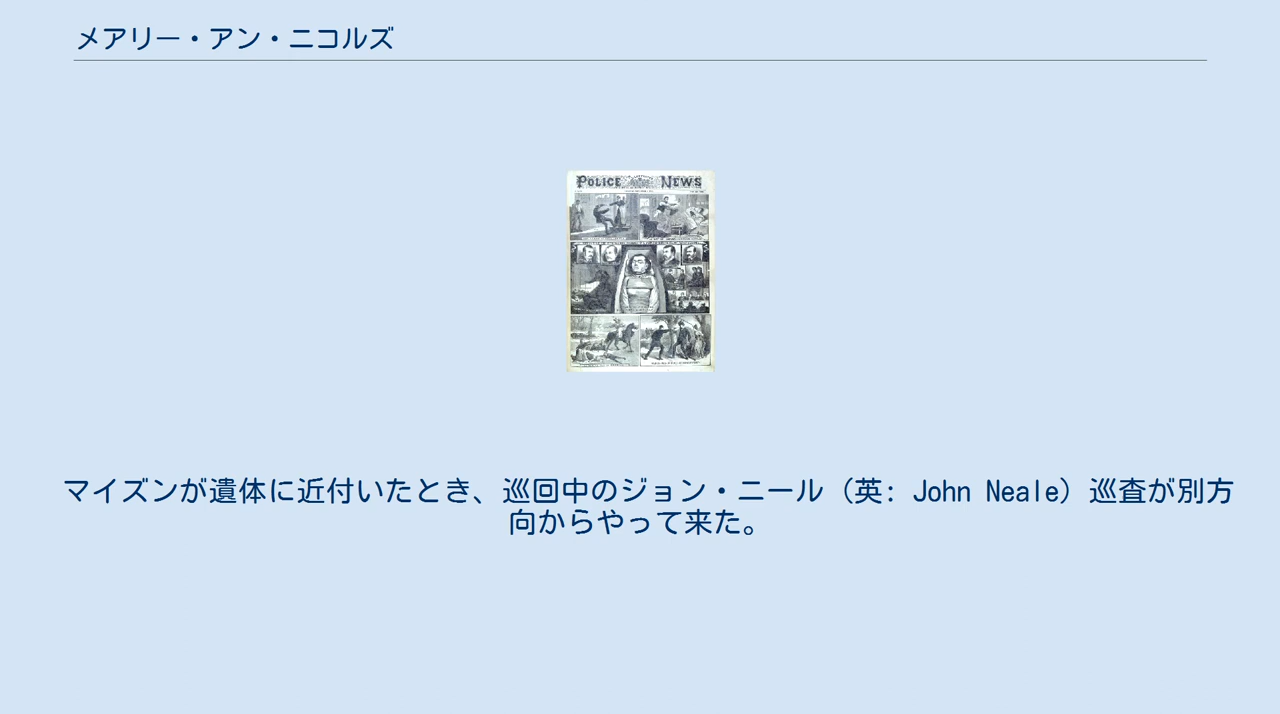 メアリー・アン・ニコルズ
POLICE NEWS
マイズンが遺体に近付いたとき、巡回中のジョン・ニール（英: John Neale）巡査が別方
向からやって来た。